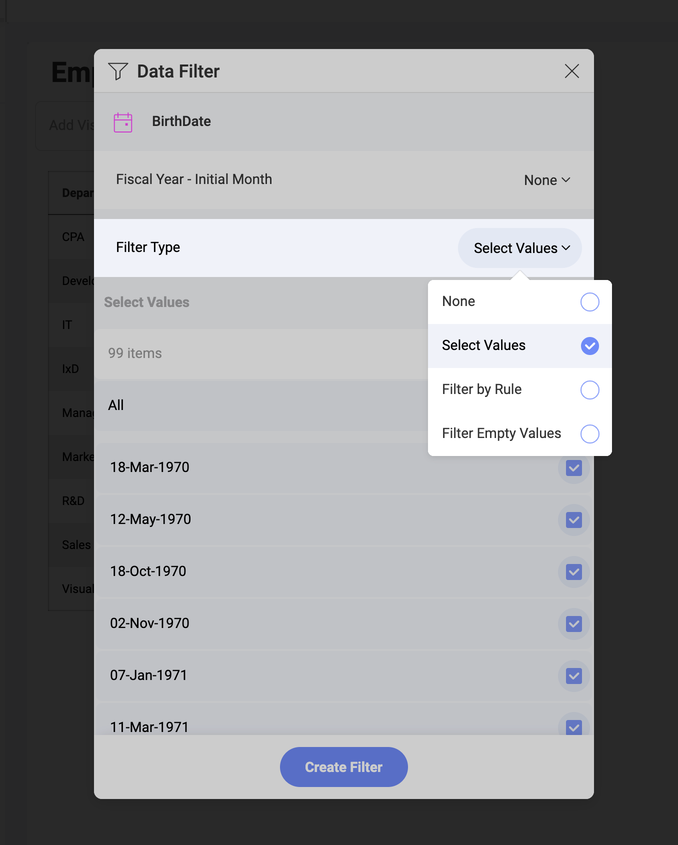 Emp
Data Filter
Add Vis
BirthDate
Fiscal Year - Initial Month
None
Depar
CPA
Filter Type
Select Values
Develo
Select Values
None
IT
Select Values
99 items
IxD
Filter by Rule
All
Mana
Filter Empty Values
Marke
18-Mar-1970
R&D
12-May-1970
Sales
18-Oct-1970
Visual
02-Nov-1970
07-Jan-1971
11-Mar-1971
Create Filter